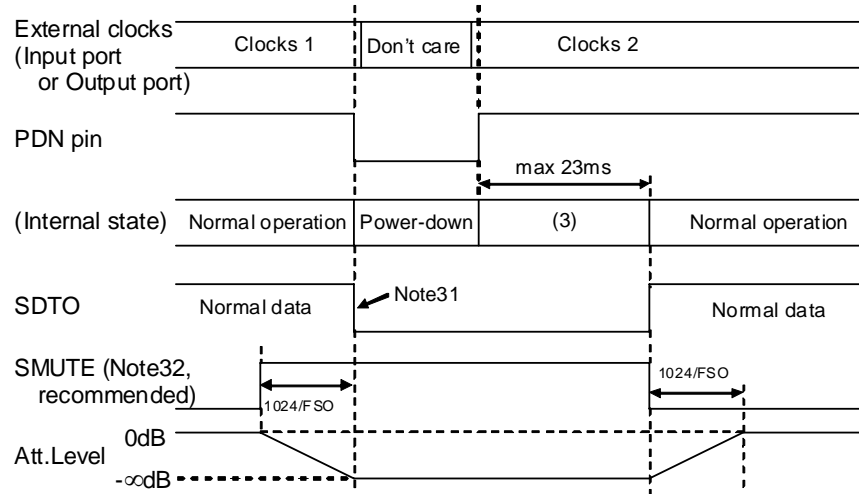 External clocks
(Input port
or Output port)
Clocks 1
Don't care
Clocks 2
PDN pin
max 23ms
(Internal state)
Normal operation
Power-down
(3)
Normal operation
SDTO
Normal data
Note31
Normal data
SMUTE (Note32,
recommended)
1024/FSO
1024/FSO
0dB
Att.Level
-∞dB